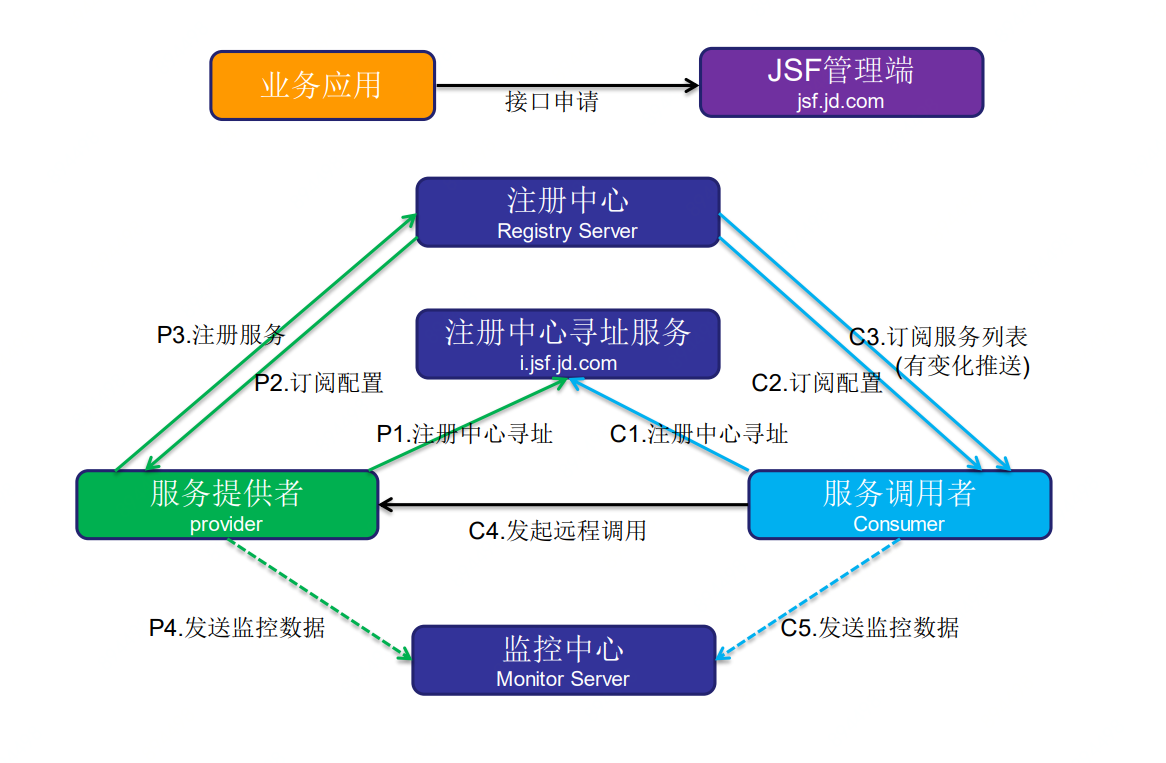 业务应用
接口申请
JSF管理端
jsf.jd.com
注册中心
Registry Server
P3.注册服务
P2.订阅配置
注册中心寻址服务
i.jsf.jd.com
C3.订阅服务列表
(有变化推送)
C2.订阅配置
P1.注册中心寻址
C1.注册中心寻址
服务提供者
provider
C4.发起远程调用
服务调用者
Consumer
P4.发送监控数据
C5.发送监控数据
监控中心
Monitor Server